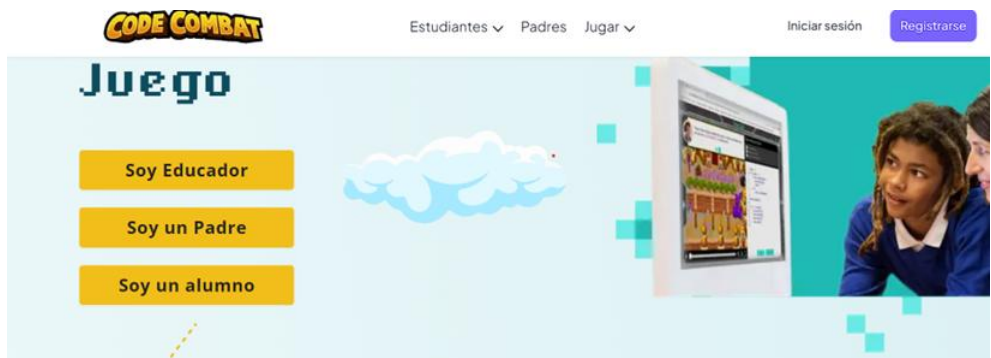 CODE COMBAT
Estudiantes Padres Jugar
Iniciar sesión Registrarse
Juego
Soy Educador
Soy un Padre
Soy un alumno